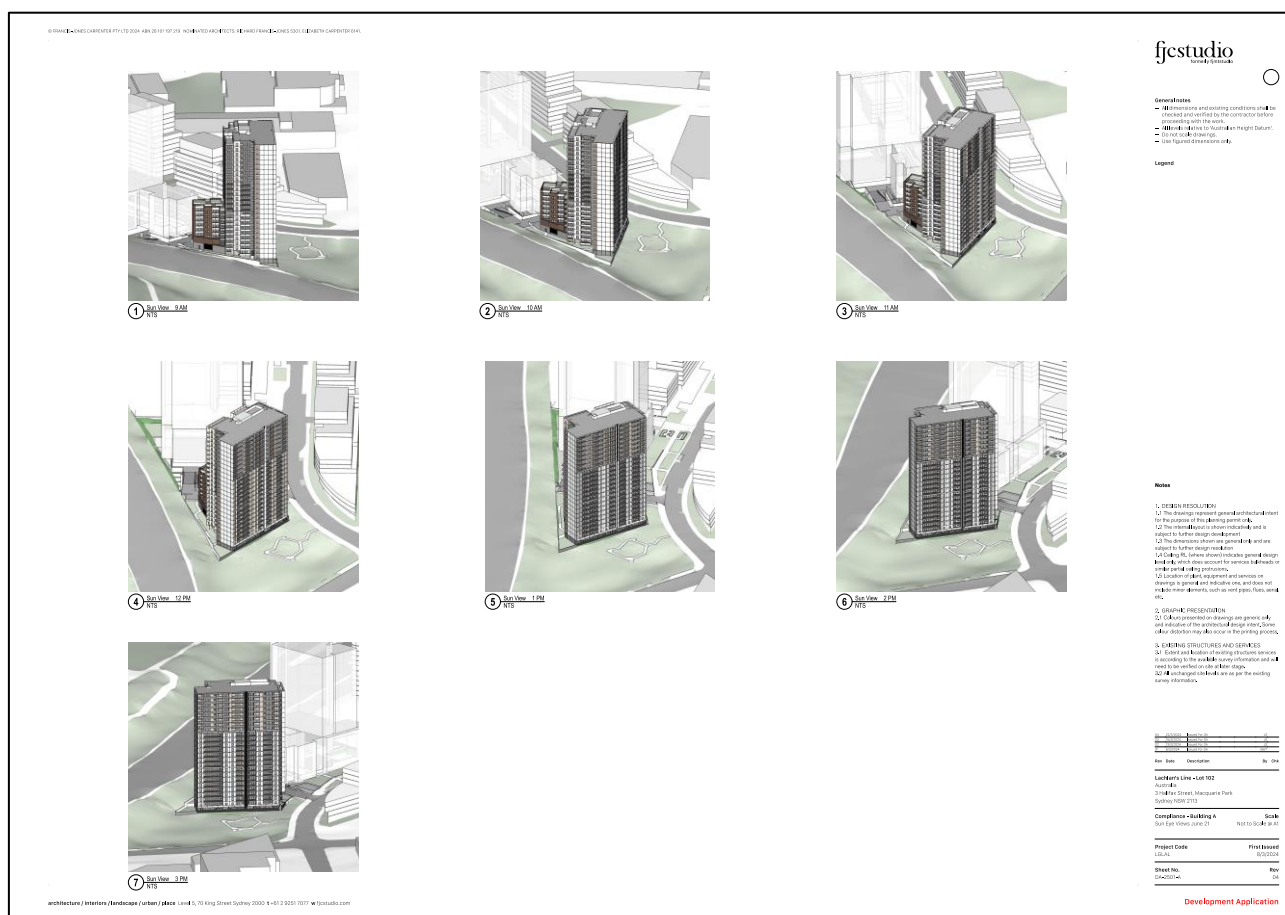 © FRANCIS-JONES CARPENTER PTY LTD 2024 ABN 28 101 197 219 NOMINATED ARCHITECTS: RICHARD FRANCIS-JONES 5301, ELIZABETH CARPENTER 6141.
fjcstudio
formerly fjmtstudio
General notes
— All dimensions and existing conditions shall be
checked and verified by the contractor before
proceeding with the work.
— All levels relative to 'Australian Height Datum'.
— Do not scale drawings.
— Use figured dimensions only.
Legend
1 Sun View 9 AM
NTS
2 Sun View 10 AM
NTS
3 Sun View 11 AM
NTS
4 Sun View 12 PM
NTS
5 Sun View 1 PM
NTS
6 Sun View 2 PM
NTS
7 Sun View 3 PM
NTS
Notes
1. DESIGN RESOLUTION
1.1 The drawings represent general architectural intent
for the purpose of this planning permit only.
1.2 The internal layout is shown indicatively and is
subject to further design development
1.3 The dimensions shown are general only and are
subject to further design resolution
1.4 Ceiling RL (where shown) indicates general design
level only, which does account for services bulkheads or
similar partial ceiling protrusions.
1.5 Location of plant, equipment and services on
drawings is general and indicative one, and does not
include minor elements, such as vent pipes, flues, aerial,
etc.
2. GRAPHIC PRESENTATION
2.1 Colours presented on drawings are generic only
and indicative of the architectural design intent. Some
colour distortion may also occur in the printing process.
3. EXISTING STRUCTURES AND SERVICES
3.1 Extent and location of existing structures services
is according to the available survey information and will
need to be verified on site at later stage.
3.2 All unchanged site levels are as per the existing
survey information.
Issued for DA
Issued for DA
Issued for DA
Issued for DA
Rev Date Description By Chk
Lachlan's Line - Lot 102
Australia
3 Halifax Street, Macquarie Park
Sydney NSW 2113
Compliance - Building A Scale
Sun Eye Views June 21 Not to Scale @ A1
Project Code First Issued
LBLAL 8/3/2024
Sheet No. Rev
DA-2501-A 04
Development Application
architecture / interiors / landscape / urban / place Level 5, 70 King Street Sydney 2000 t +61 2 9251 7077 w fjcstudio.com